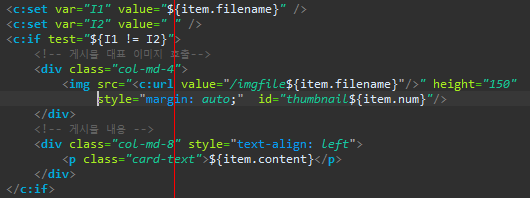 <c:set var="I1" value="${item.filename}" />
<c:set var="I2" value=" " />
<c:if test="${I1 != I2}">
<!-- 게시물 대표 이미지 호출-->
<div class="col-md-4">
<img src="<c:url value="/imgfile${item.filename}"/>" height="150"
style="margin: auto;" id="thumbnail${item.num}"/>
</div>
<!-- 게시물 내용 -->
<div class="col-md-8" style="text-align: left">
<p class="card-text">${item.content}</p>
</div>
</c:if>